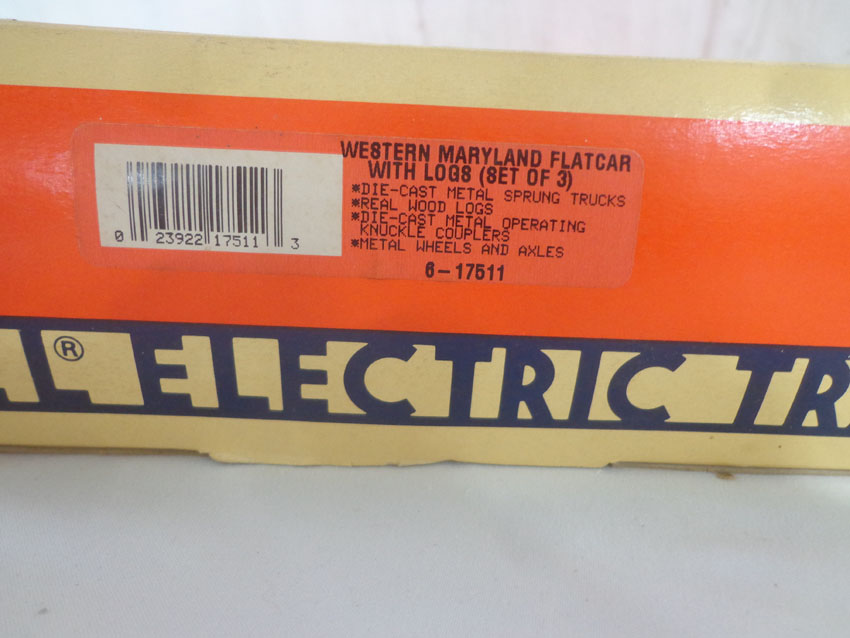 WESTERN MARYLAND FLATCAR
WITH LOGS (SET OF 3)
*DIE-CAST METAL SPRUNG TRUCKS
*REAL WOOD LOGS
*DIE-CAST METAL OPERATING
KNUCKLE COUPLERS
*METAL WHEELS AND AXLES
6-17511
0 23922 17511 3
L® ELECTRIC TR